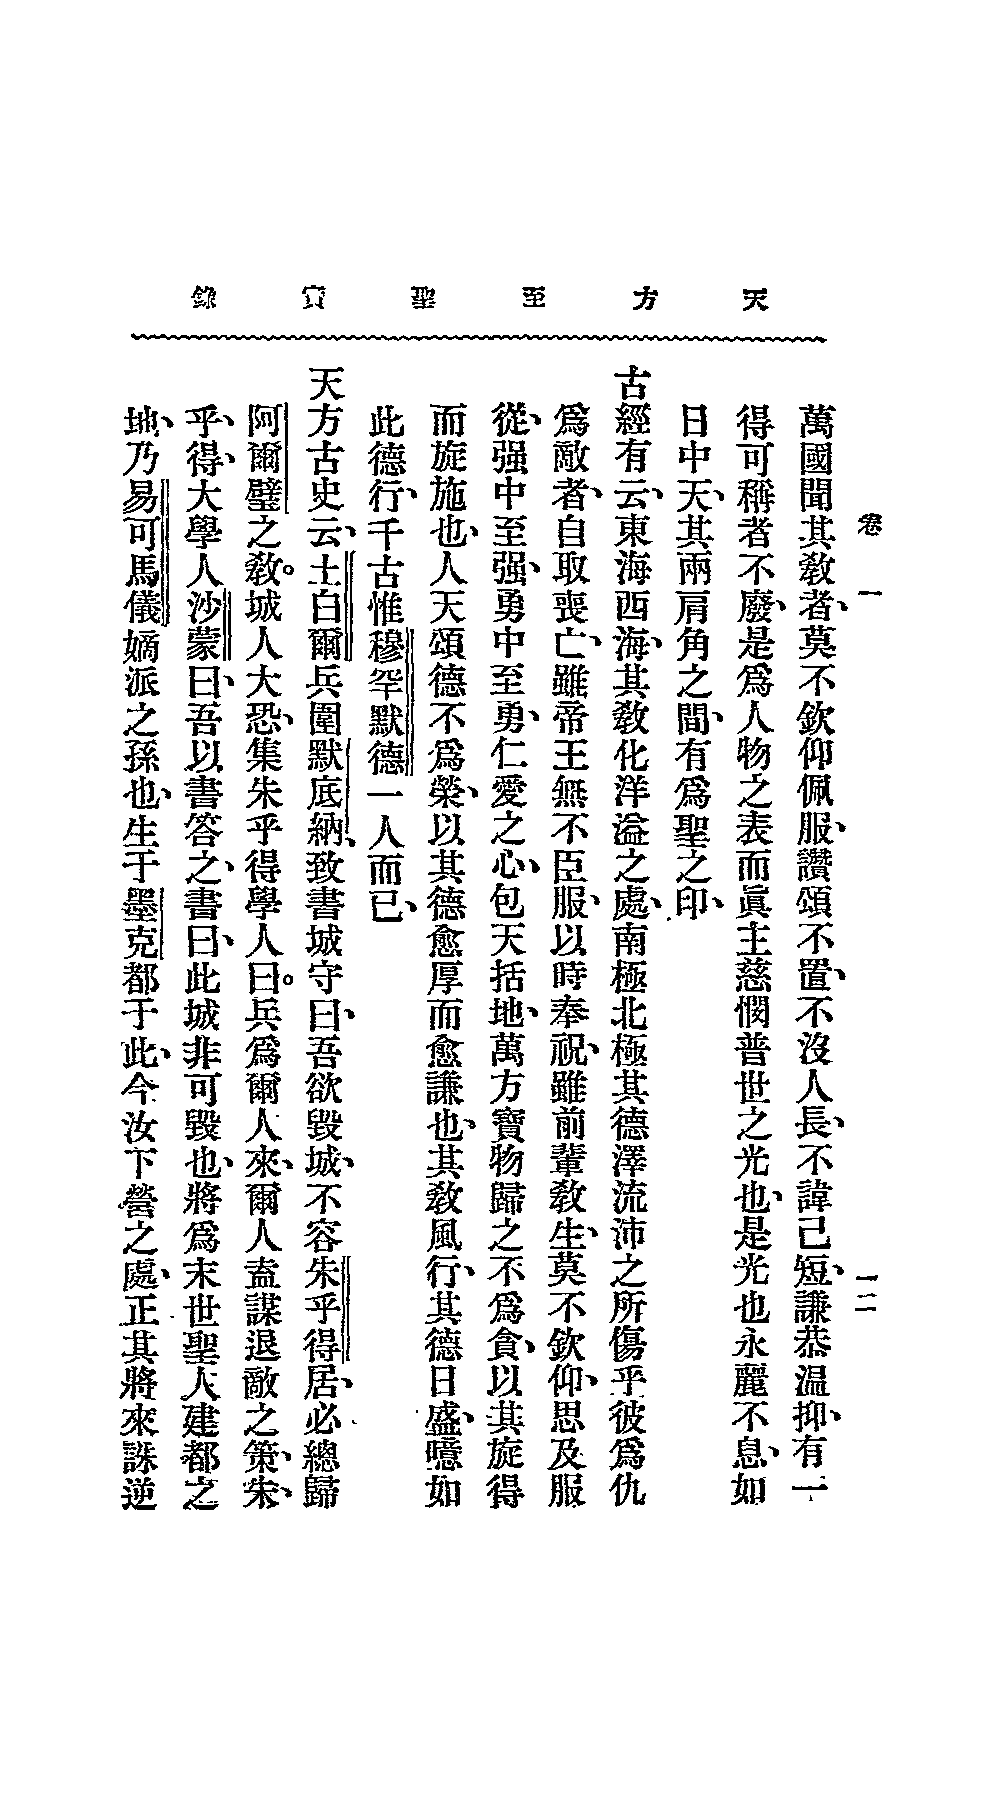 天方至聖實錄
卷一
一二
萬國聞其敎者、莫不欽仰佩服、讚頌不置、不沒人長、不諱己短、謙恭温抑、有一
得可稱者不廢、是爲人物之表而眞主慈憫普世之光也、是光也永麗不息、如
日中天、其兩肩角之間、有爲聖之印、
古經有云、東海西海、其敎化洋溢之處、南極北極其德澤流沛之所傷乎彼爲仇
爲敵者、自取喪亡、雖帝王無不臣服、以時奉祝、雖前輩敎生、莫不欽仰、思及服
從、强中至强、勇中至勇、仁愛之心、包天括地、萬方寶物歸之不爲貪、以其旋得
而旋施也、人天頌德不爲榮、以其德愈厚而愈謙也、其敎風行、其德日盛、噫如
此德行、千古惟穆罕默德一人而已、
天方古史云、土白爾兵圍默底納、致書城守曰、吾欲毀城、不容朱乎得居、必總歸
阿爾璧之敎。城人大恐、集朱乎得學人曰。兵爲爾人來、爾人盍謀退敵之策、朱
乎、得、大學人沙蒙曰、吾以書答之、書曰、此城非可毀也、將爲末世聖人建都之
地、乃易可馬儀嫡派之孫也、生于墨克都于此、今汝下營之處、正其將來誅逆